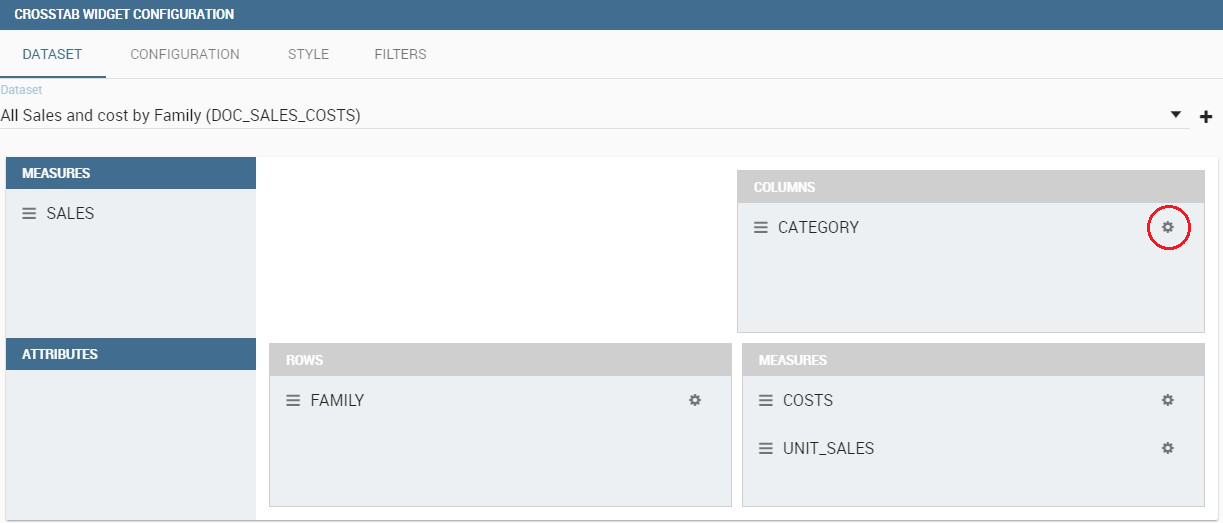 CROSSTAB WIDGET CONFIGURATION
DATASET CONFIGURATION STYLE FILTERS
Dataset
All Sales and cost by Family (DOC_SALES_COSTS)
MEASURES
SALES
COLUMNS
CATEGORY
ATTRIBUTES
ROWS
FAMILY
MEASURES
COSTS
UNIT_SALES